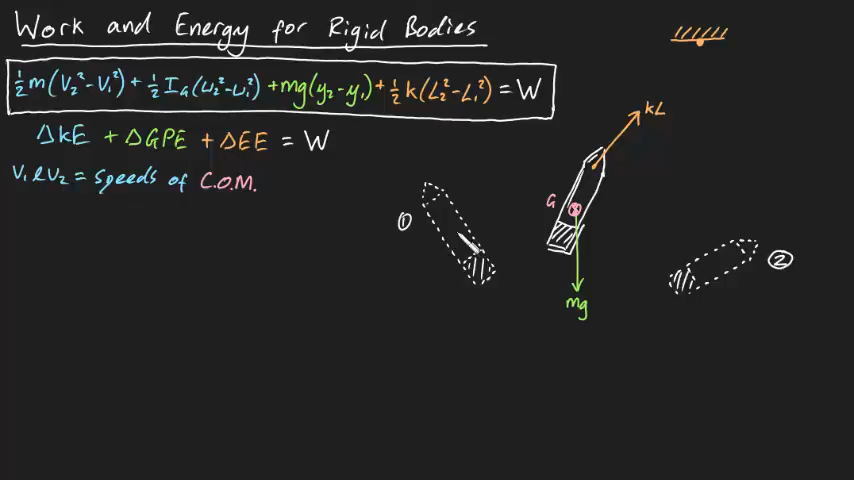 Work and Energy for Rigid Bodies
½m(V₂²-V₁²) + ½I_G(ω₂²-ω₁²) + mg(y₂-y₁) + ½k(L₂²-L₁²) = W
ΔKE + ΔGPE + ΔEE = W
V₁ & V₂ = speeds of C.O.M.
kL
G
①
②
mg